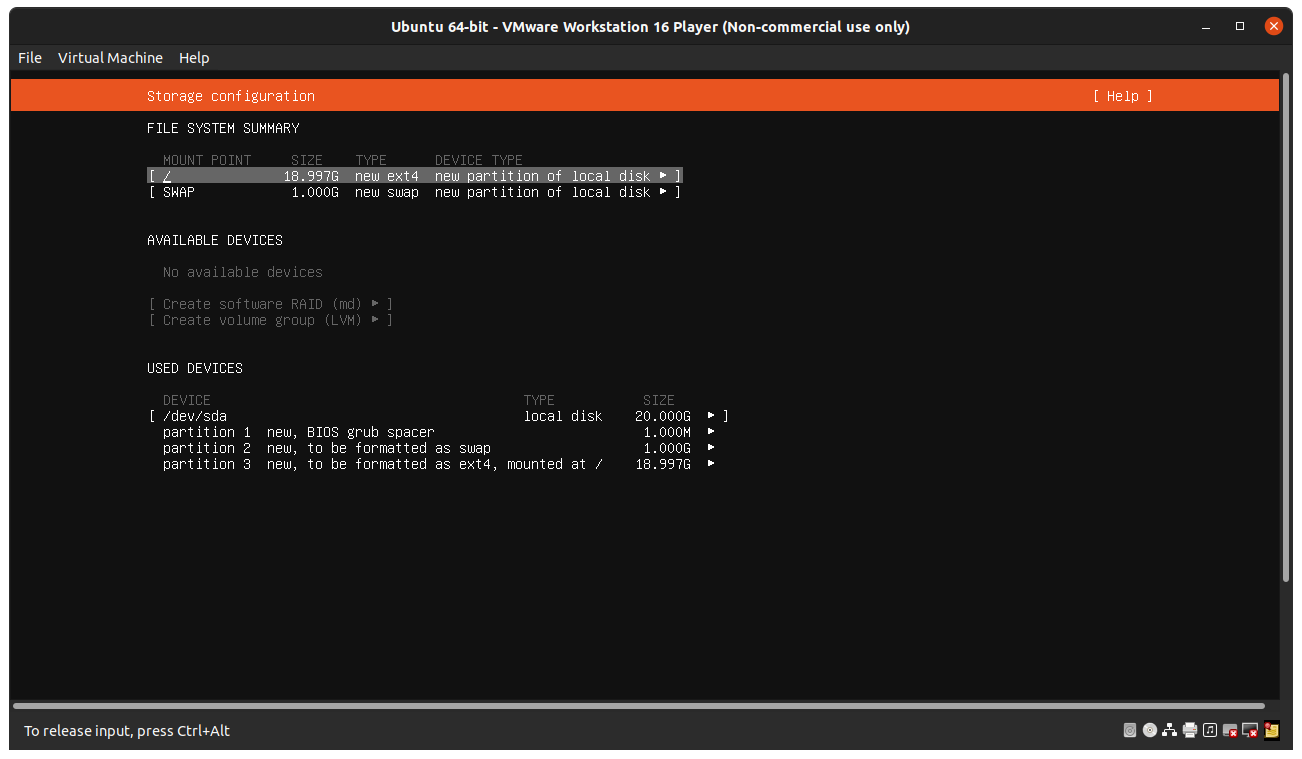 Ubuntu 64-bit - VMware Workstation 16 Player (Non-commercial use only)
File Virtual Machine Help
Storage configuration [ Help ]
FILE SYSTEM SUMMARY
MOUNT POINT SIZE TYPE DEVICE TYPE
[ / 18.997G new ext4 new partition of local disk ▸ ]
[ SWAP 1.000G new swap new partition of local disk ▸ ]
AVAILABLE DEVICES
No available devices
[ Create software RAID (md) ▸ ]
[ Create volume group (LVM) ▸ ]
USED DEVICES
DEVICE TYPE SIZE
[ /dev/sda local disk 20.000G ▸ ]
partition 1 new, BIOS grub spacer 1.000M ▸
partition 2 new, to be formatted as swap 1.000G ▸
partition 3 new, to be formatted as ext4, mounted at / 18.997G ▸
To release input, press Ctrl+Alt